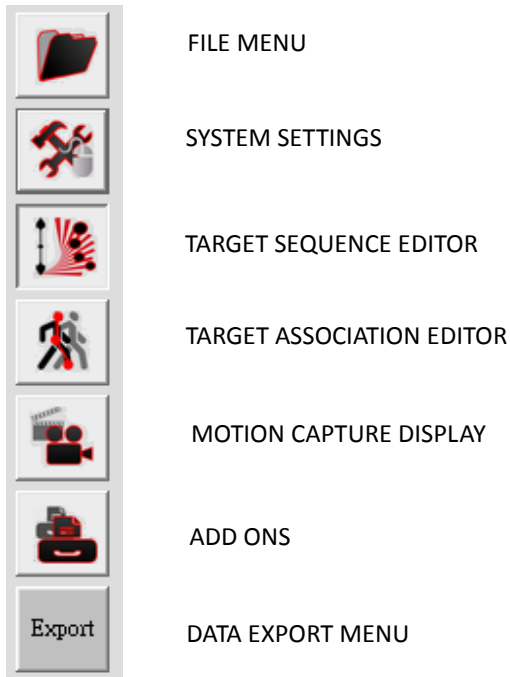 FILE MENU
SYSTEM SETTINGS
TARGET SEQUENCE EDITOR
TARGET ASSOCIATION EDITOR
MOTION CAPTURE DISPLAY
ADD ONS
Export
DATA EXPORT MENU